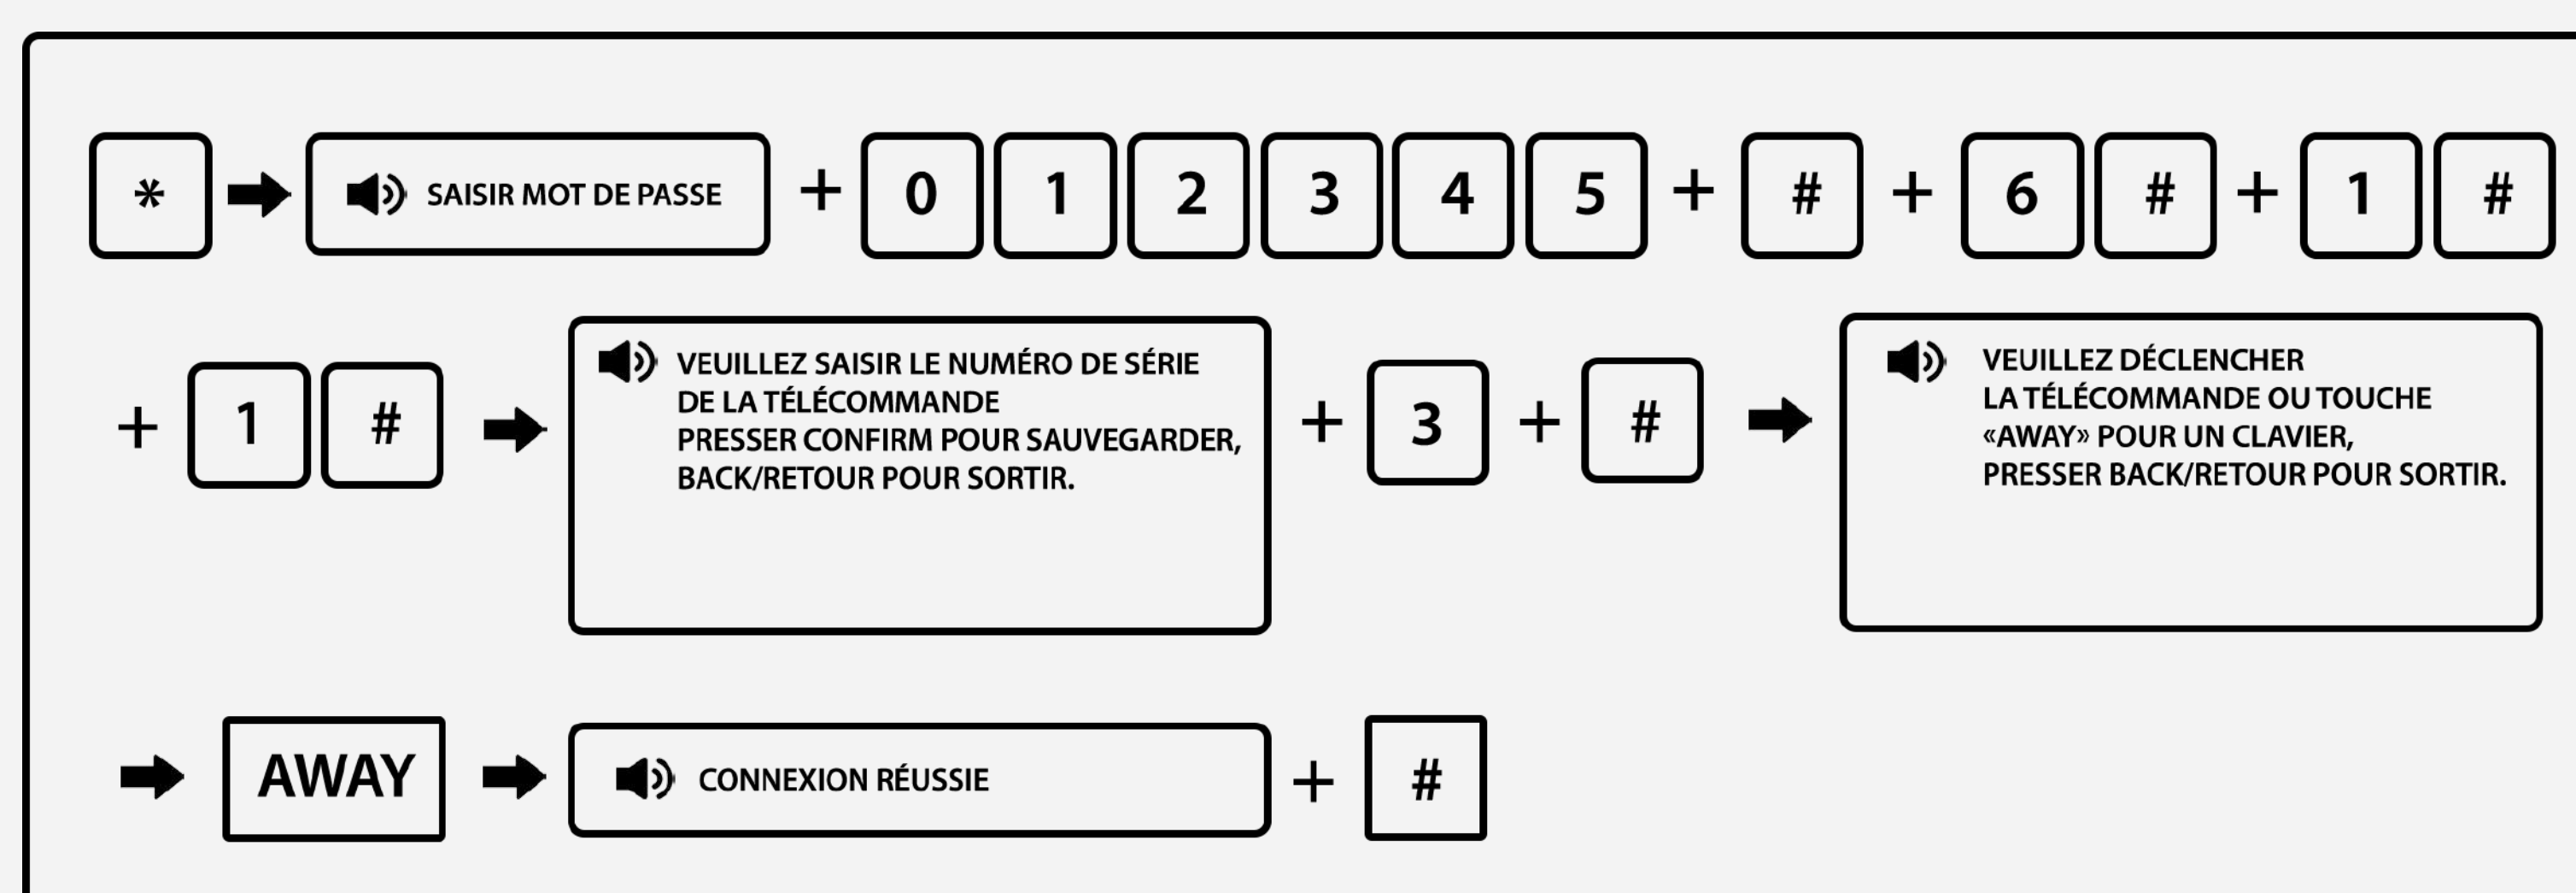 * SAISIR MOT DE PASSE + 0 1 2 3 4 5 + # + 6 # + 1 #
+ 1 # VEUILLEZ SAISIR LE NUMÉRO DE SÉRIE
DE LA TÉLÉCOMMANDE
PRESSER CONFIRM POUR SAUVEGARDER,
BACK/RETOUR POUR SORTIR.
+ 3 + #
VEUILLEZ DÉCLENCHER
LA TÉLÉCOMMANDE OU TOUCHE
«AWAY» POUR UN CLAVIER,
PRESSER BACK/RETOUR POUR SORTIR.
AWAY CONNEXION RÉUSSIE + #